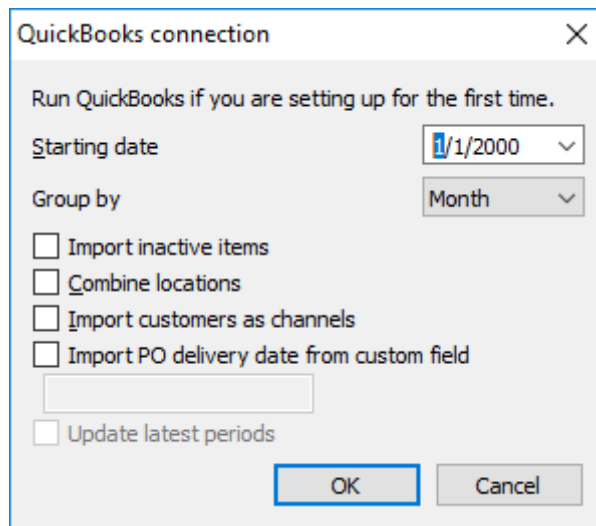 QuickBooks connection
Run QuickBooks if you are setting up for the first time.
Starting date 1/1/2000
Group by Month
Import inactive items
Combine locations
Import customers as channels
Import PO delivery date from custom field
Update latest periods
OK Cancel